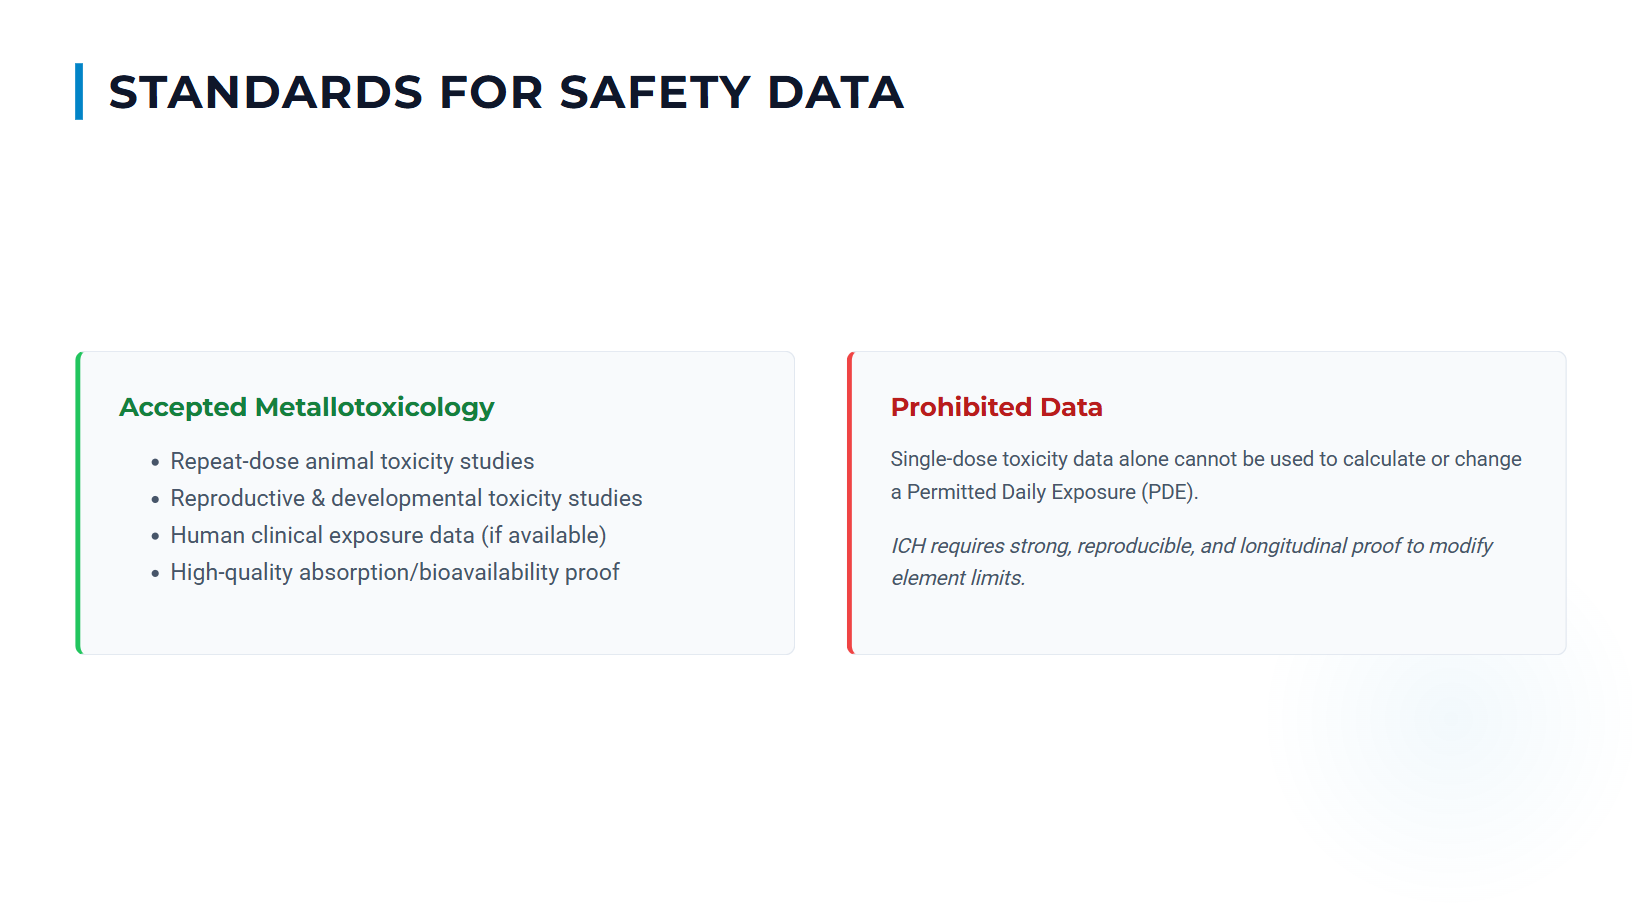 STANDARDS FOR SAFETY DATA
Accepted Metallotoxicology
• Repeat-dose animal toxicity studies
• Reproductive & developmental toxicity studies
• Human clinical exposure data (if available)
• High-quality absorption/bioavailability proof
Prohibited Data
Single-dose toxicity data alone cannot be used to calculate or change
a Permitted Daily Exposure (PDE).
ICH requires strong, reproducible, and longitudinal proof to modify
element limits.